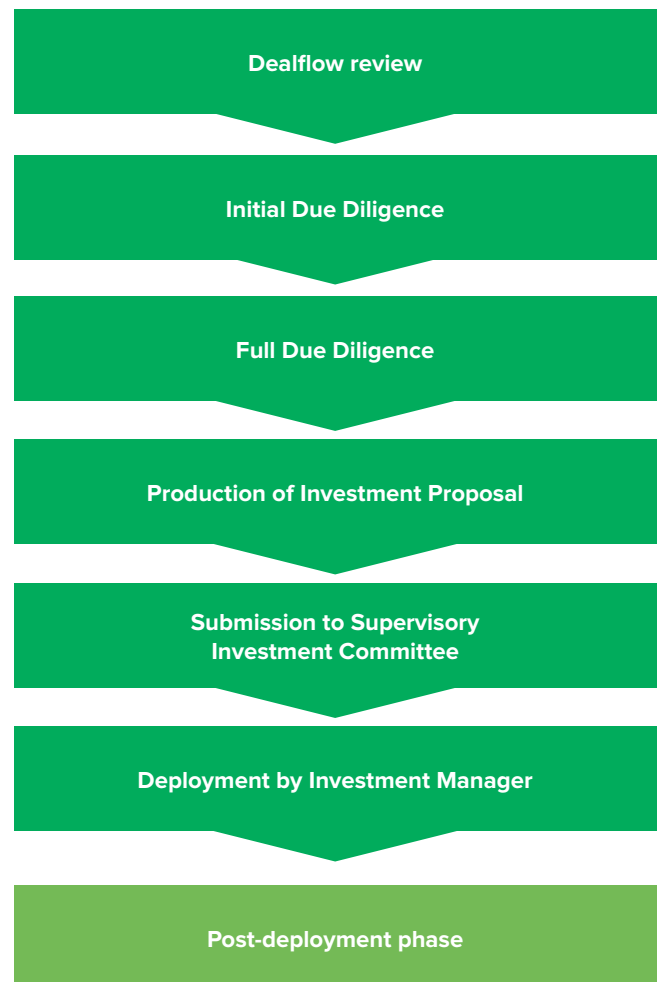 Dealflow review
Initial Due Diligence
Full Due Diligence
Production of Investment Proposal
Submission to Supervisory
Investment Committee
Deployment by Investment Manager
Post-deployment phase